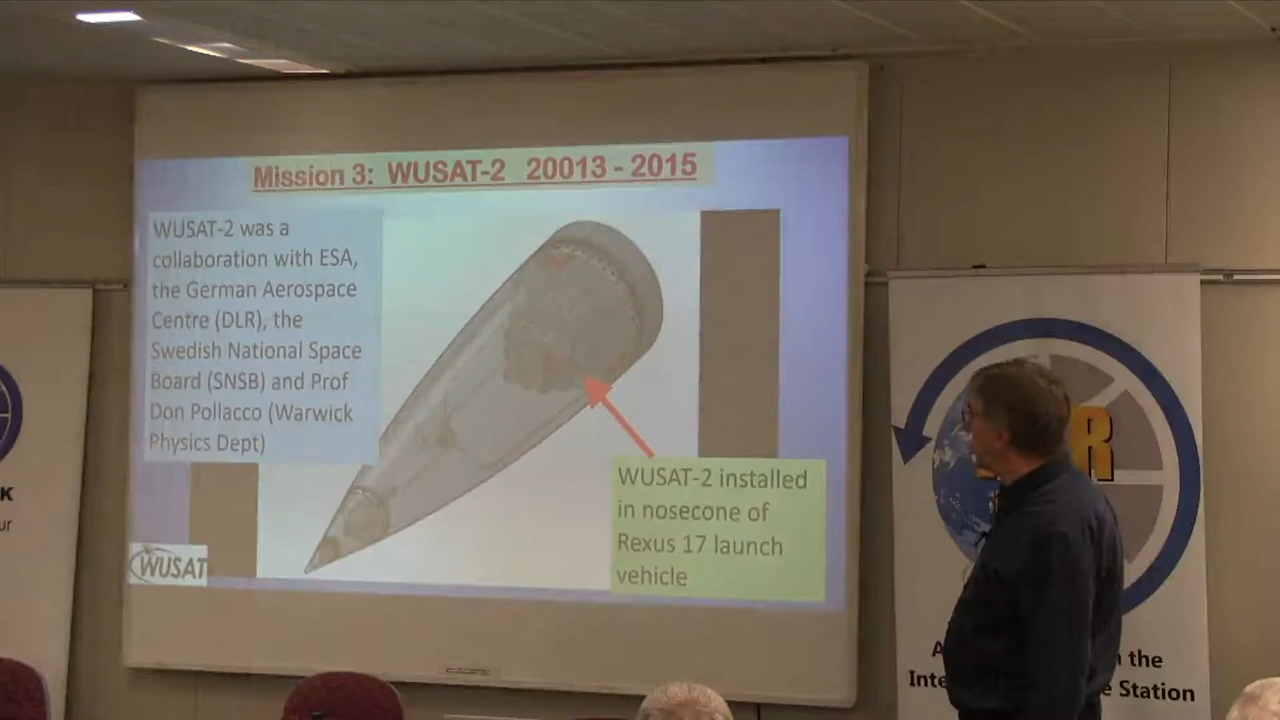 Mission 3: WUSAT-2 20013 - 2015
WUSAT-2 was a
collaboration with ESA,
the German Aerospace
Centre (DLR), the
Swedish National Space
Board (SNSB) and Prof
Don Pollacco (Warwick
Physics Dept)
WUSAT-2 installed
in nosecone of
Rexus 17 launch
vehicle
WUSAT
K
ur
R
A n the
Inte e Station